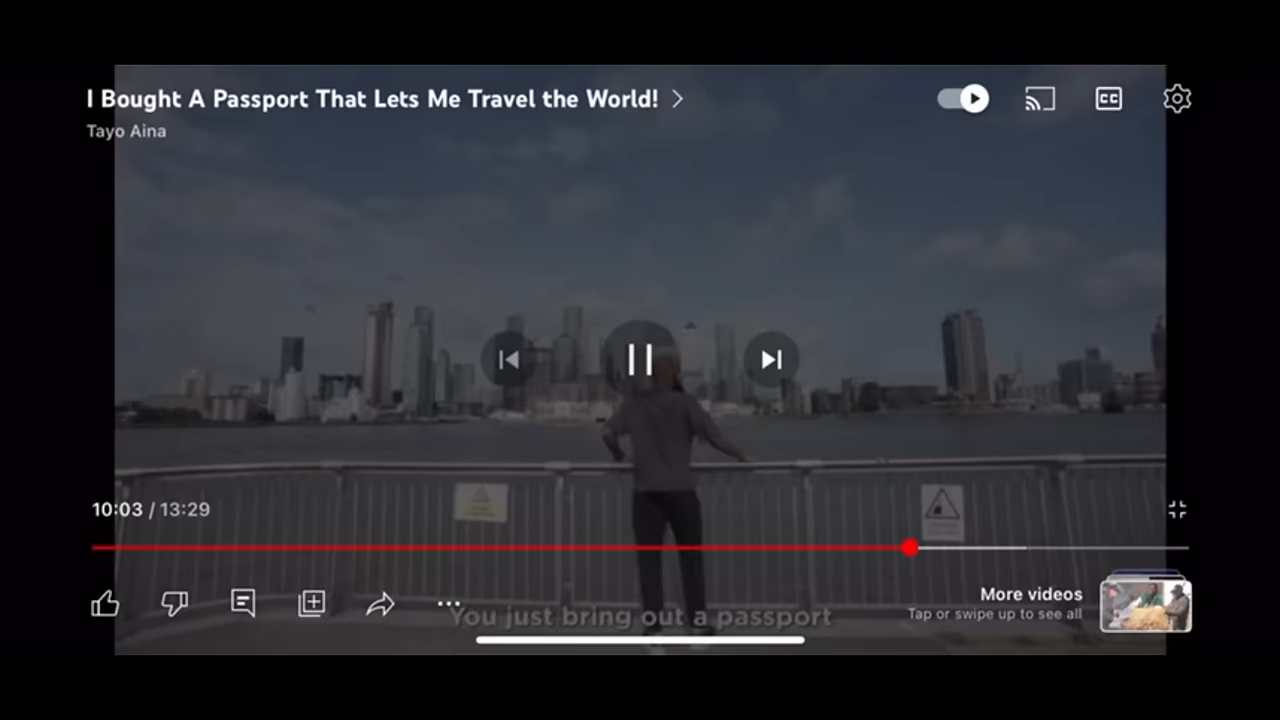 I Bought A Passport That Lets Me Travel the World!
Tayo Aina
CC
10:03 / 13:29
More videos
Tap or swipe up to see all
You just bring out a passport